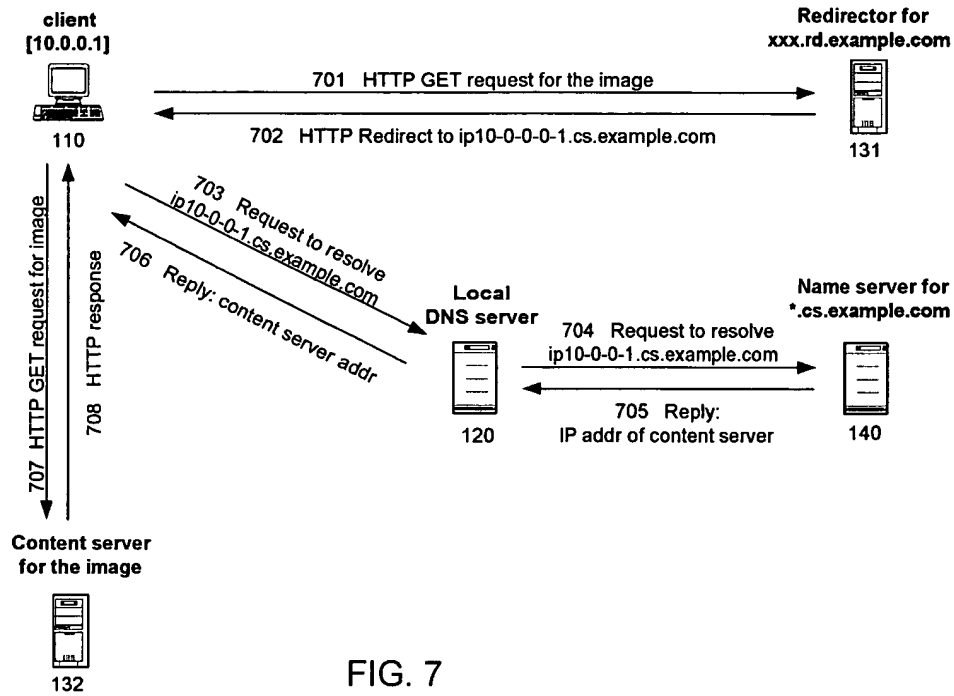 client
[10.0.0.1]
110
Redirector for
xxx.rd.example.com
131
701 HTTP GET request for the image
702 HTTP Redirect to ip10-0-0-0-1.cs.example.com
703 Request to resolve
ip10-0-0-1.cs.example.com
706 Reply: content server addr
707 HTTP GET request for image
708 HTTP response
Local
DNS server
120
704 Request to resolve
ip10-0-0-1.cs.example.com
705 Reply:
IP addr of content server
Name server for
*.cs.example.com
140
Content server
for the image
132
FIG. 7